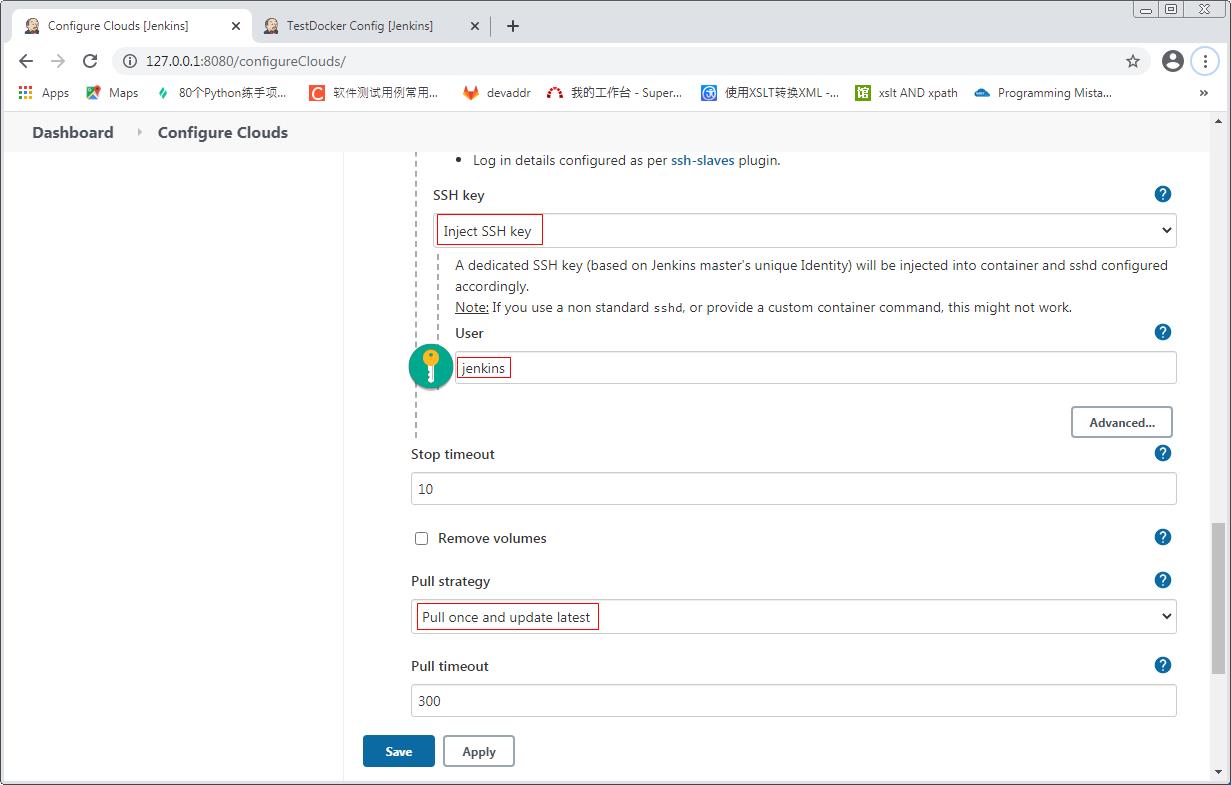 Configure Clouds [Jenkins]
TestDocker Config [Jenkins]
127.0.0.1:8080/configureClouds/
Apps
Maps
80个Python练手项...
软件测试用例常用...
devaddr
我的工作台 - Super...
使用XSLT转换XML -...
xslt AND xpath
Programming Mista...
»
Dashboard
Configure Clouds
• Log in details configured as per ssh-slaves plugin.
SSH key
?
Inject SSH key
A dedicated SSH key (based on Jenkins master's unique Identity) will be injected into container and sshd configured
accordingly.
Note: If you use a non standard sshd, or provide a custom container command, this might not work.
User
?
jenkins
Advanced...
Stop timeout
?
10
Remove volumes
?
Pull strategy
?
Pull once and update latest
Pull timeout
?
300
Save
Apply